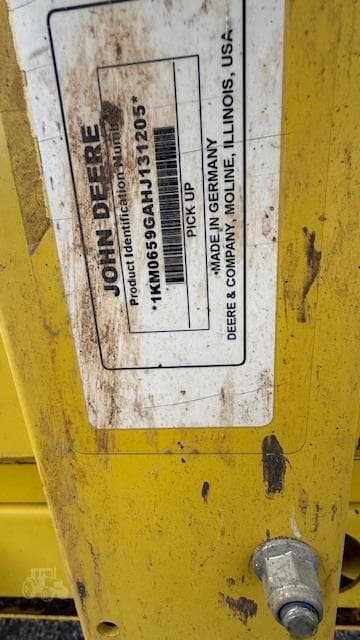 JOHN DEERE
Product Identification Number
*1KM0659GAHJ131205*
PICK UP
*MADE IN GERMANY
DEERE & COMPANY, MOLINE, ILLINOIS, USA